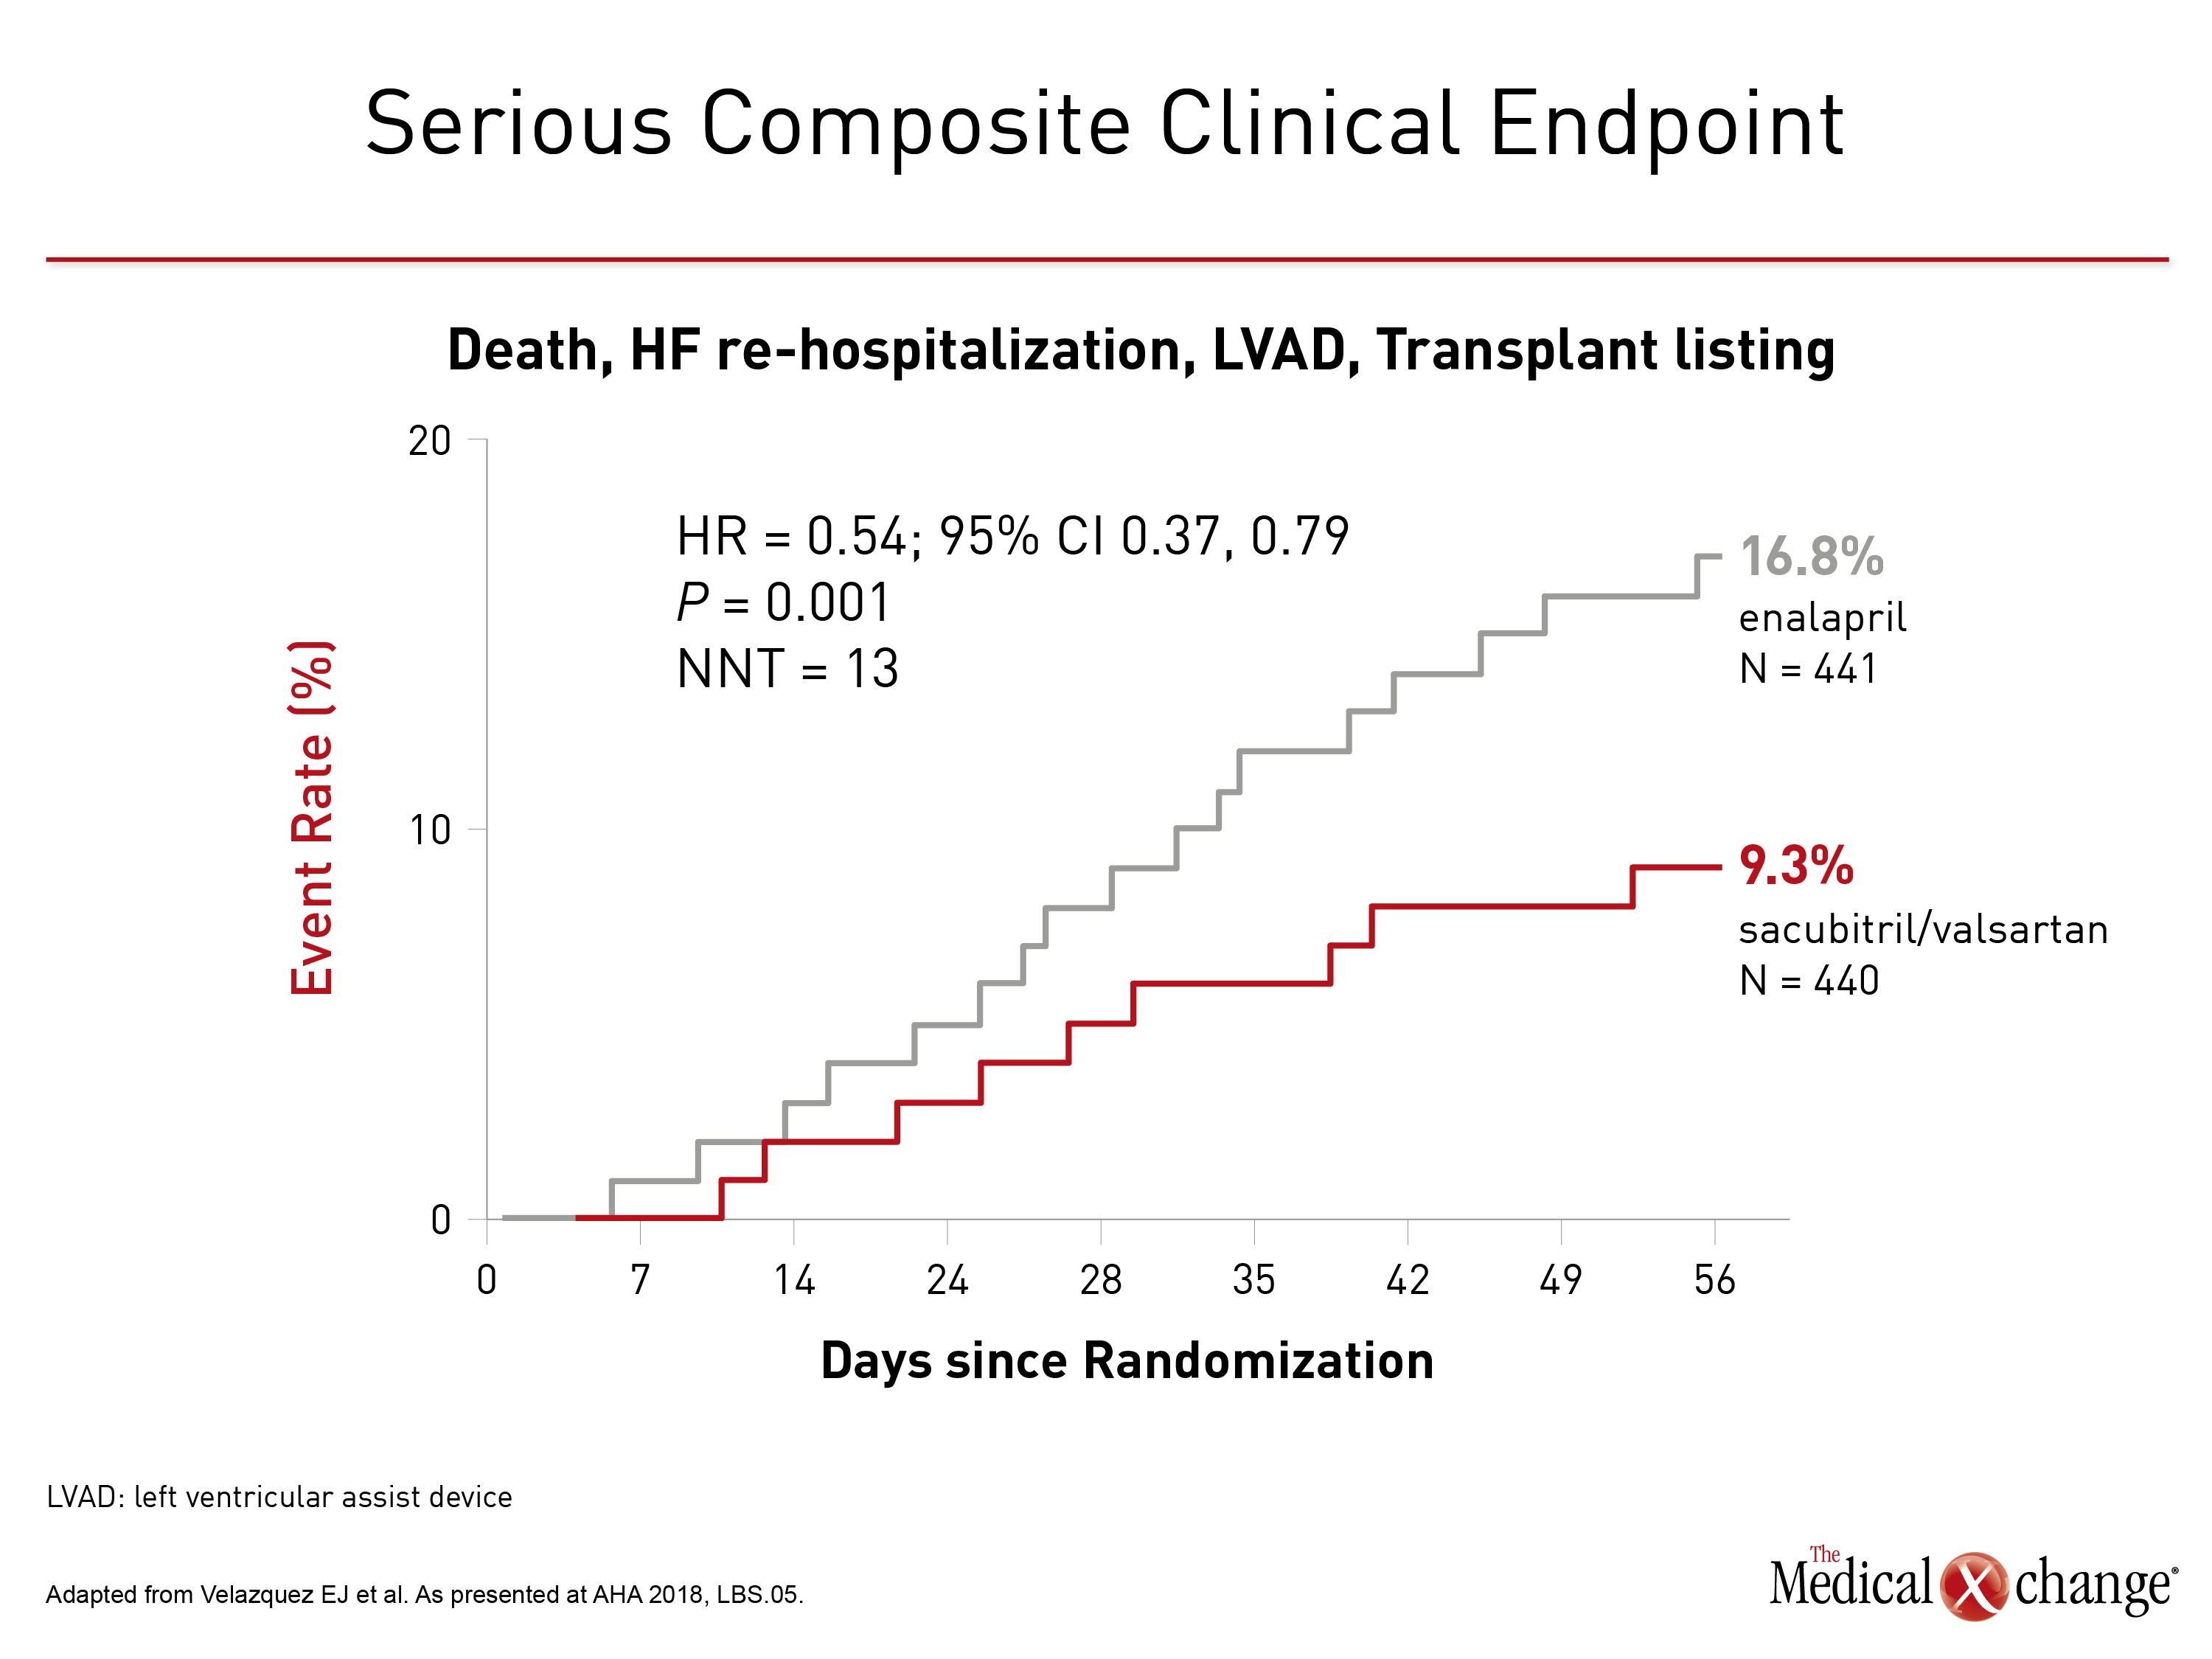 Serious Composite Clinical Endpoint
Death, HF re-hospitalization, LVAD, Transplant listing
20
10
0
Event Rate (%)
HR = 0.54; 95% CI 0.37, 0.79
P = 0.001
NNT = 13
16.8%
enalapril
N = 441
9.3%
sacubitril/valsartan
N = 440
0 7 14 24 28 35 42 49 56
Days since Randomization
LVAD: left ventricular assist device
Adapted from Velazquez EJ et al. As presented at AHA 2018, LBS.05.
The
Medical X change®